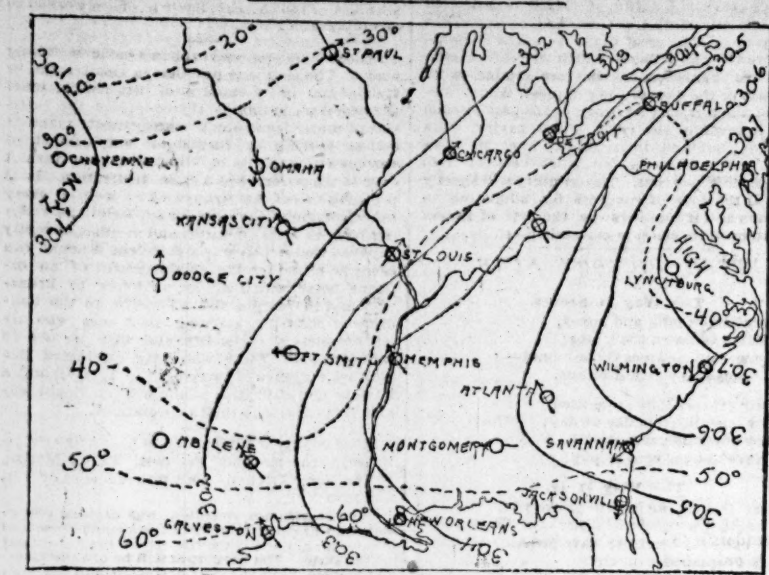 20°
30°
ST PAUL
30.2
30.3
30.4
30.5
30.6
30.7
30.1
20°
30°
CHEYENNE
LOW
30.1
OMAHA
CHICARGO
DETROIT
BUFFALO
PHILADELPHIA
KANSAS CITY
ST LOUIS
DODGE CITY
HIGH
LYNCHBURG
40°
40°
FT SMITH
MEMPHIS
WILMINGTON
30.7
ATLANTA
ABILENE
MONTGOMERY
SAVANNAH
30.6
50°
50°
30.2
JACKSONVILLE
30.5
GALVESTON
60°
60°
NEW ORLEANS
30.3
30.4